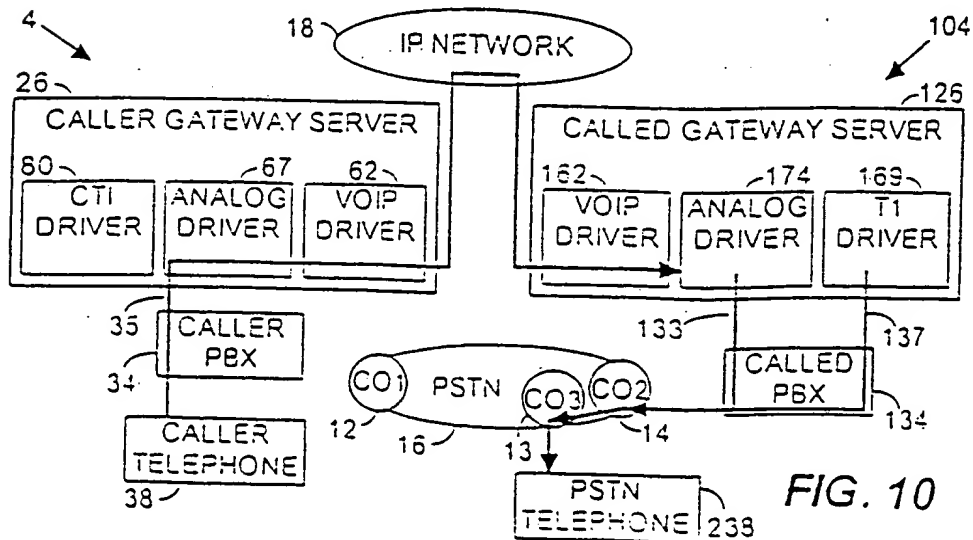 4
18
IP NETWORK
104
26
CALLER GATEWAY SERVER
60
CTI
DRIVER
67
ANALOG
DRIVER
62
VOIP
DRIVER
126
CALLED GATEWAY SERVER
162
VOIP
DRIVER
174
ANALOG
DRIVER
169
T1
DRIVER
35
CALLER
PBX
34
CALLER
TELEPHONE
38
CO1
PSTN
CO3
CO2
12
16
13
14
133
137
CALLED
PBX
134
PSTN
TELEPHONE
238
FIG. 10